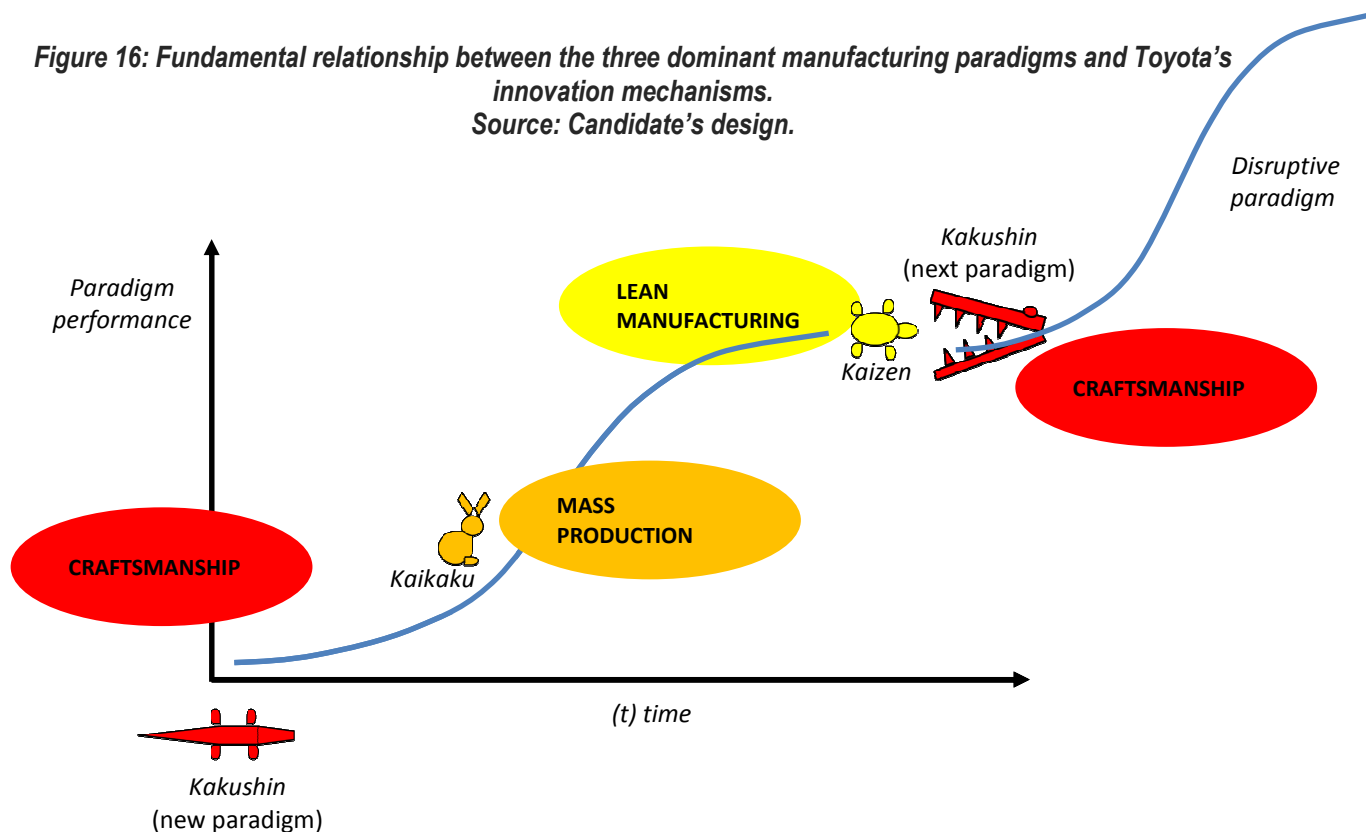 Figure 16: Fundamental relationship between the three dominant manufacturing paradigms and Toyota’s
innovation mechanisms.
Source: Candidate’s design.
Disruptive
paradigm
Kakushin
(next paradigm)
Paradigm
performance
LEAN
MANUFACTURING
Kaizen
CRAFTSMANSHIP
MASS
PRODUCTION
Kaikaku
CRAFTSMANSHIP
(t) time
Kakushin
(new paradigm)